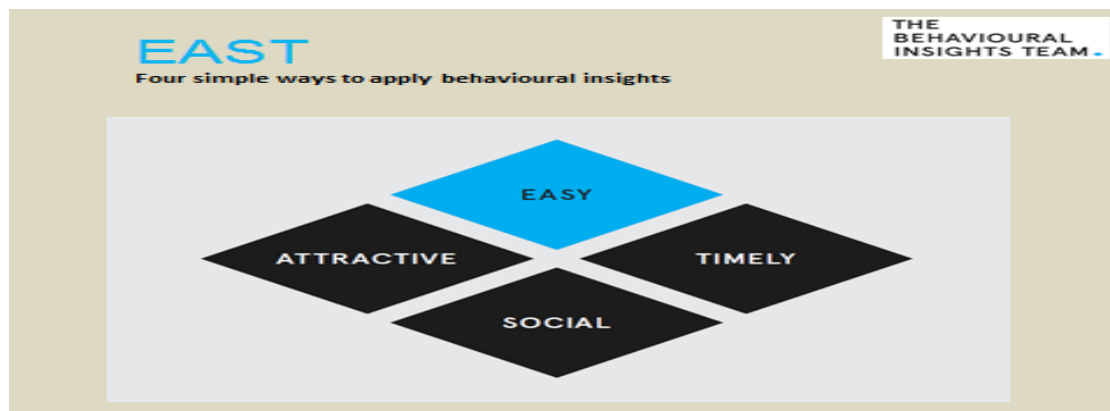 EAST
Four simple ways to apply behavioural insights
THE
BEHAVIOURAL
INSIGHTS TEAM.
EASY
ATTRACTIVE
TIMELY
SOCIAL